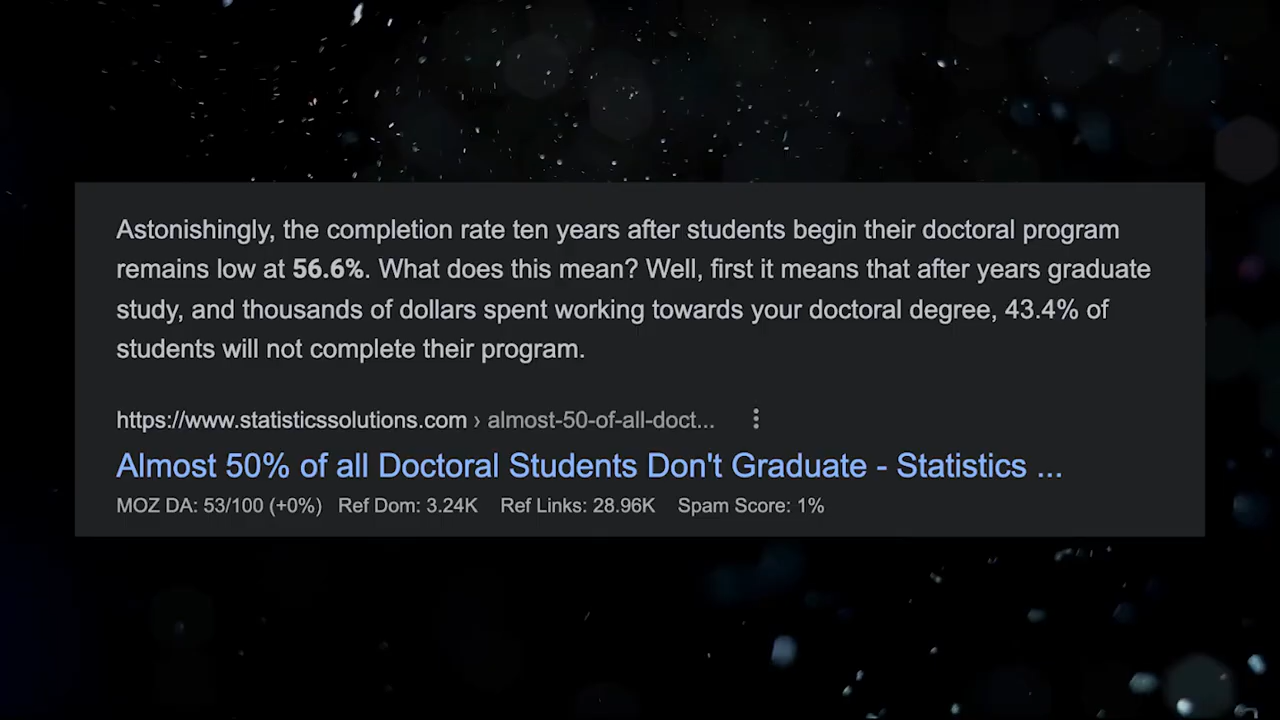 Astonishingly, the completion rate ten years after students begin their doctoral program
remains low at 56.6%. What does this mean? Well, first it means that after years graduate
study, and thousands of dollars spent working towards your doctoral degree, 43.4% of
students will not complete their program.
https://www.statisticssolutions.com › almost-50-of-all-doct...
Almost 50% of all Doctoral Students Don't Graduate - Statistics ...
MOZ DA: 53/100 (+0%) Ref Dom: 3.24K Ref Links: 28.96K Spam Score: 1%